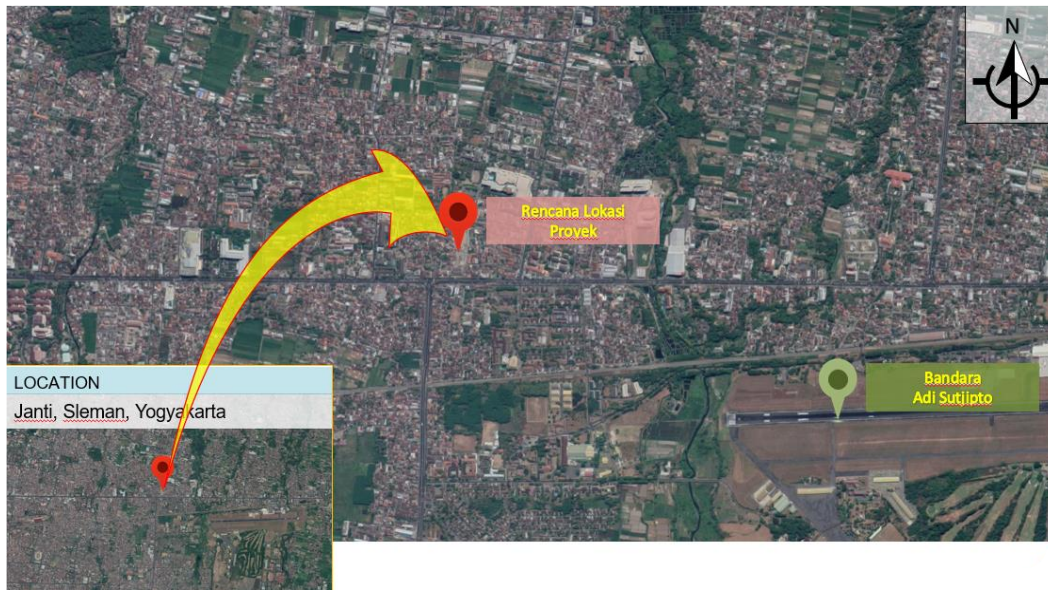 N
Rencana Lokasi
Proyek
LOCATION
Janti, Sleman, Yogyakarta
Bandara
Adi Sutjipto